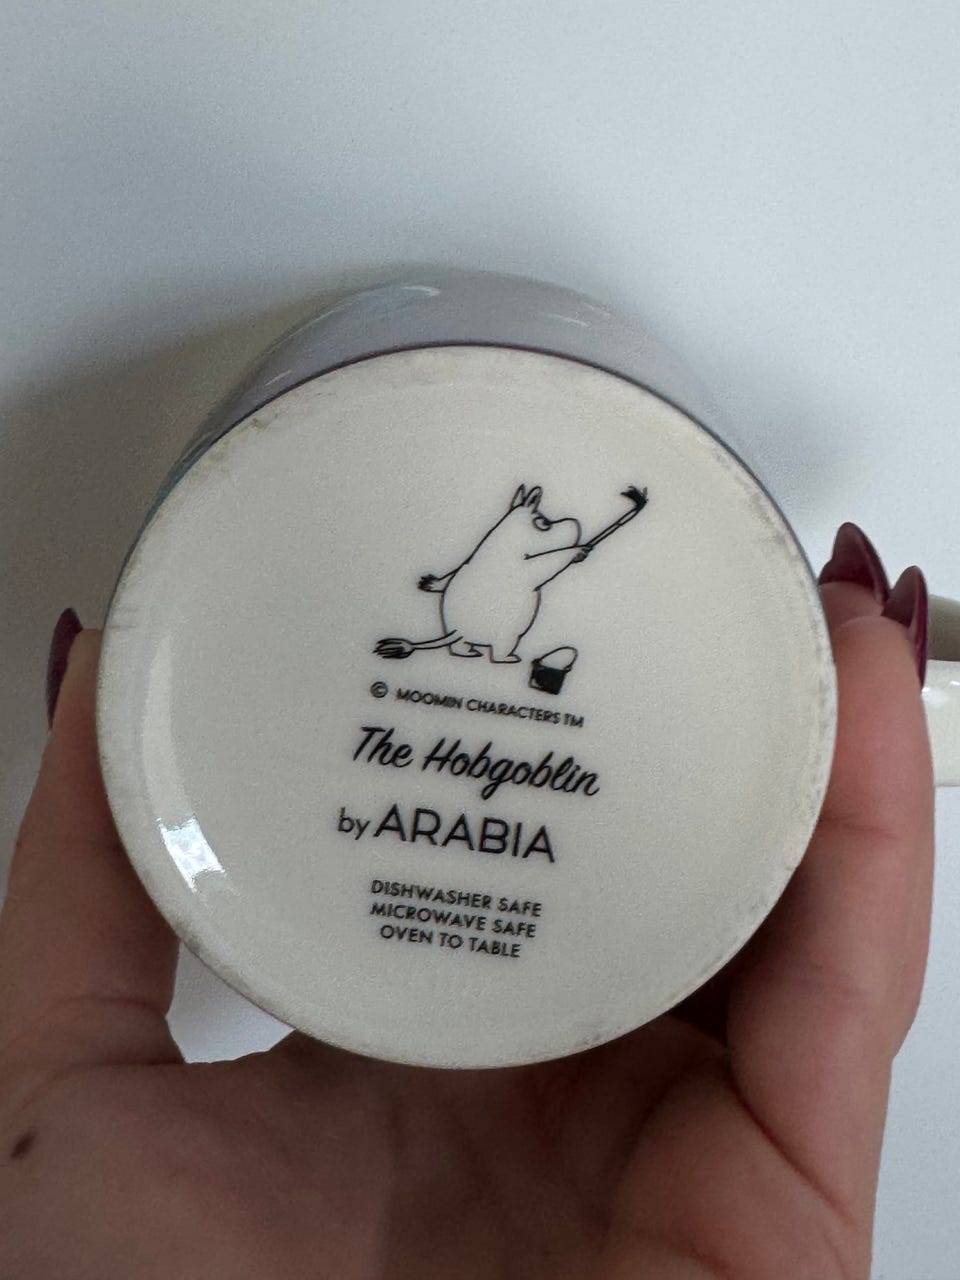 © MOOMIN CHARACTERS TM
The Hobgoblin
by ARABIA
DISHWASHER SAFE
MICROWAVE SAFE
OVEN TO TABLE